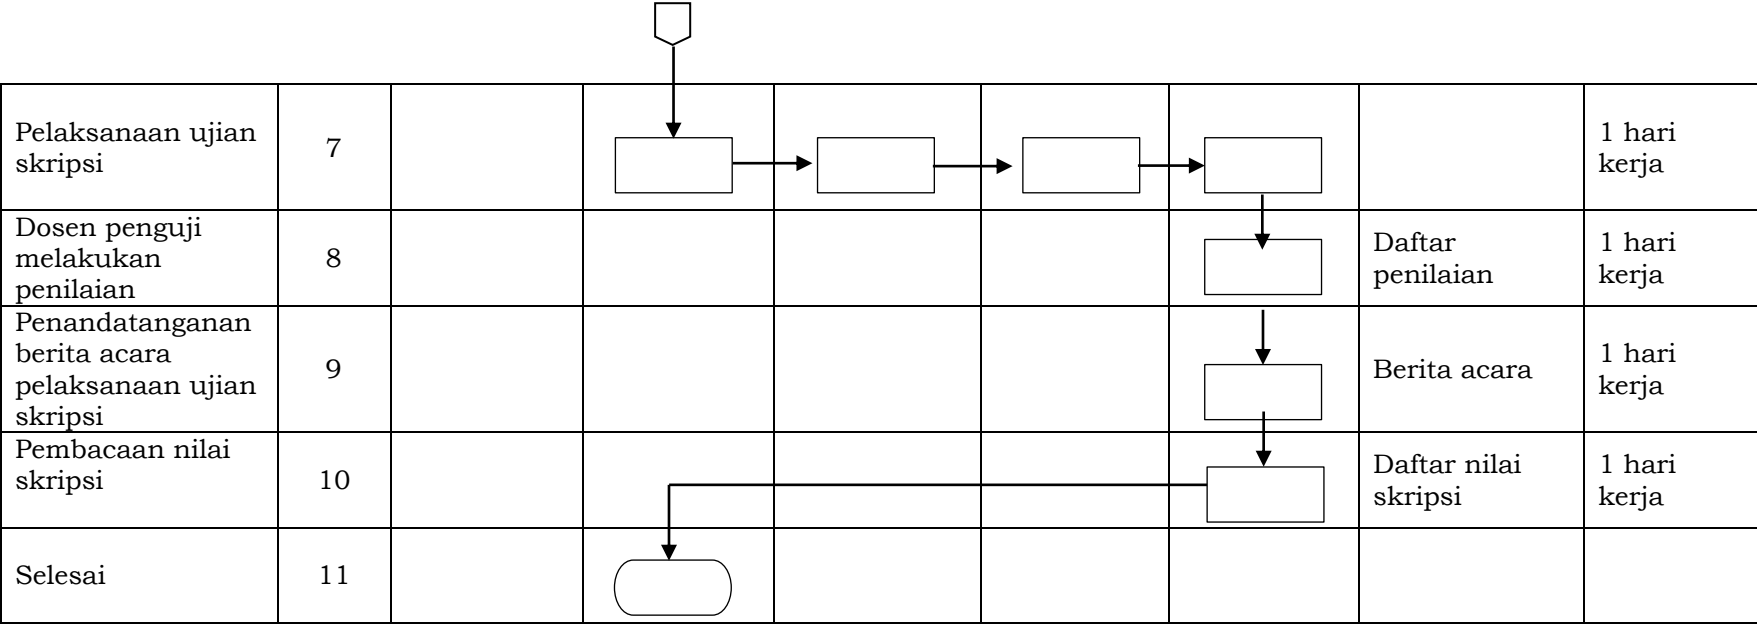 Pelaksanaan ujian
skripsi
7
1 hari
kerja
Dosen penguji
melakukan
penilaian
8
Daftar
penilaian
1 hari
kerja
Penandatanganan
berita acara
pelaksanaan ujian
skripsi
9
Berita acara
1 hari
kerja
Pembacaan nilai
skripsi
10
Daftar nilai
skripsi
1 hari
kerja
Selesai
11